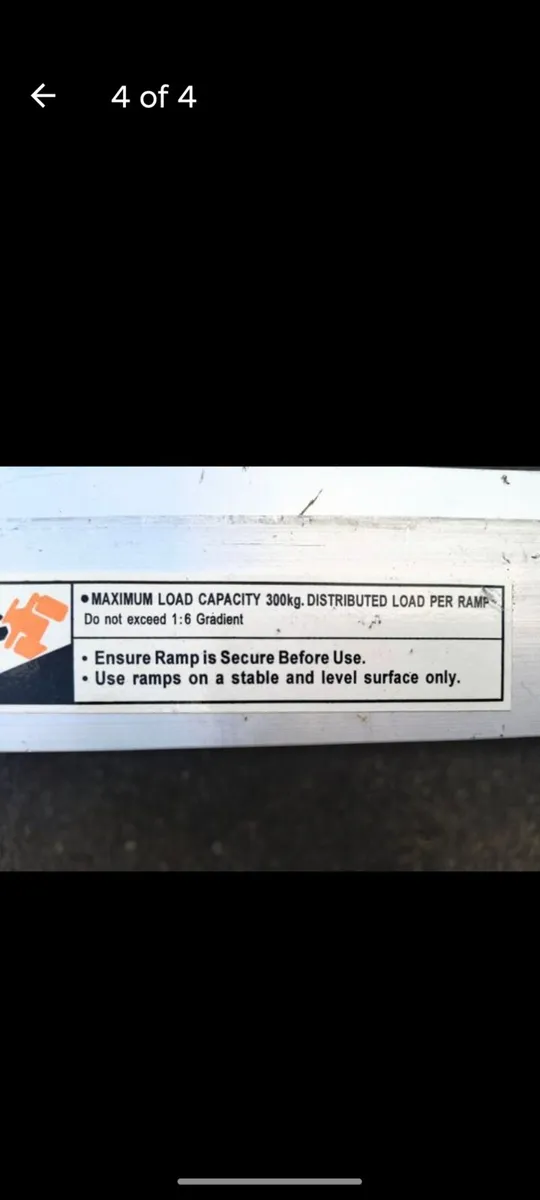 4 of 4
•MAXIMUM LOAD CAPACITY 300kg. DISTRIBUTED LOAD PER RAMP
Do not exceed 1:6 Gradient
• Ensure Ramp is Secure Before Use.
• Use ramps on a stable and level surface only.